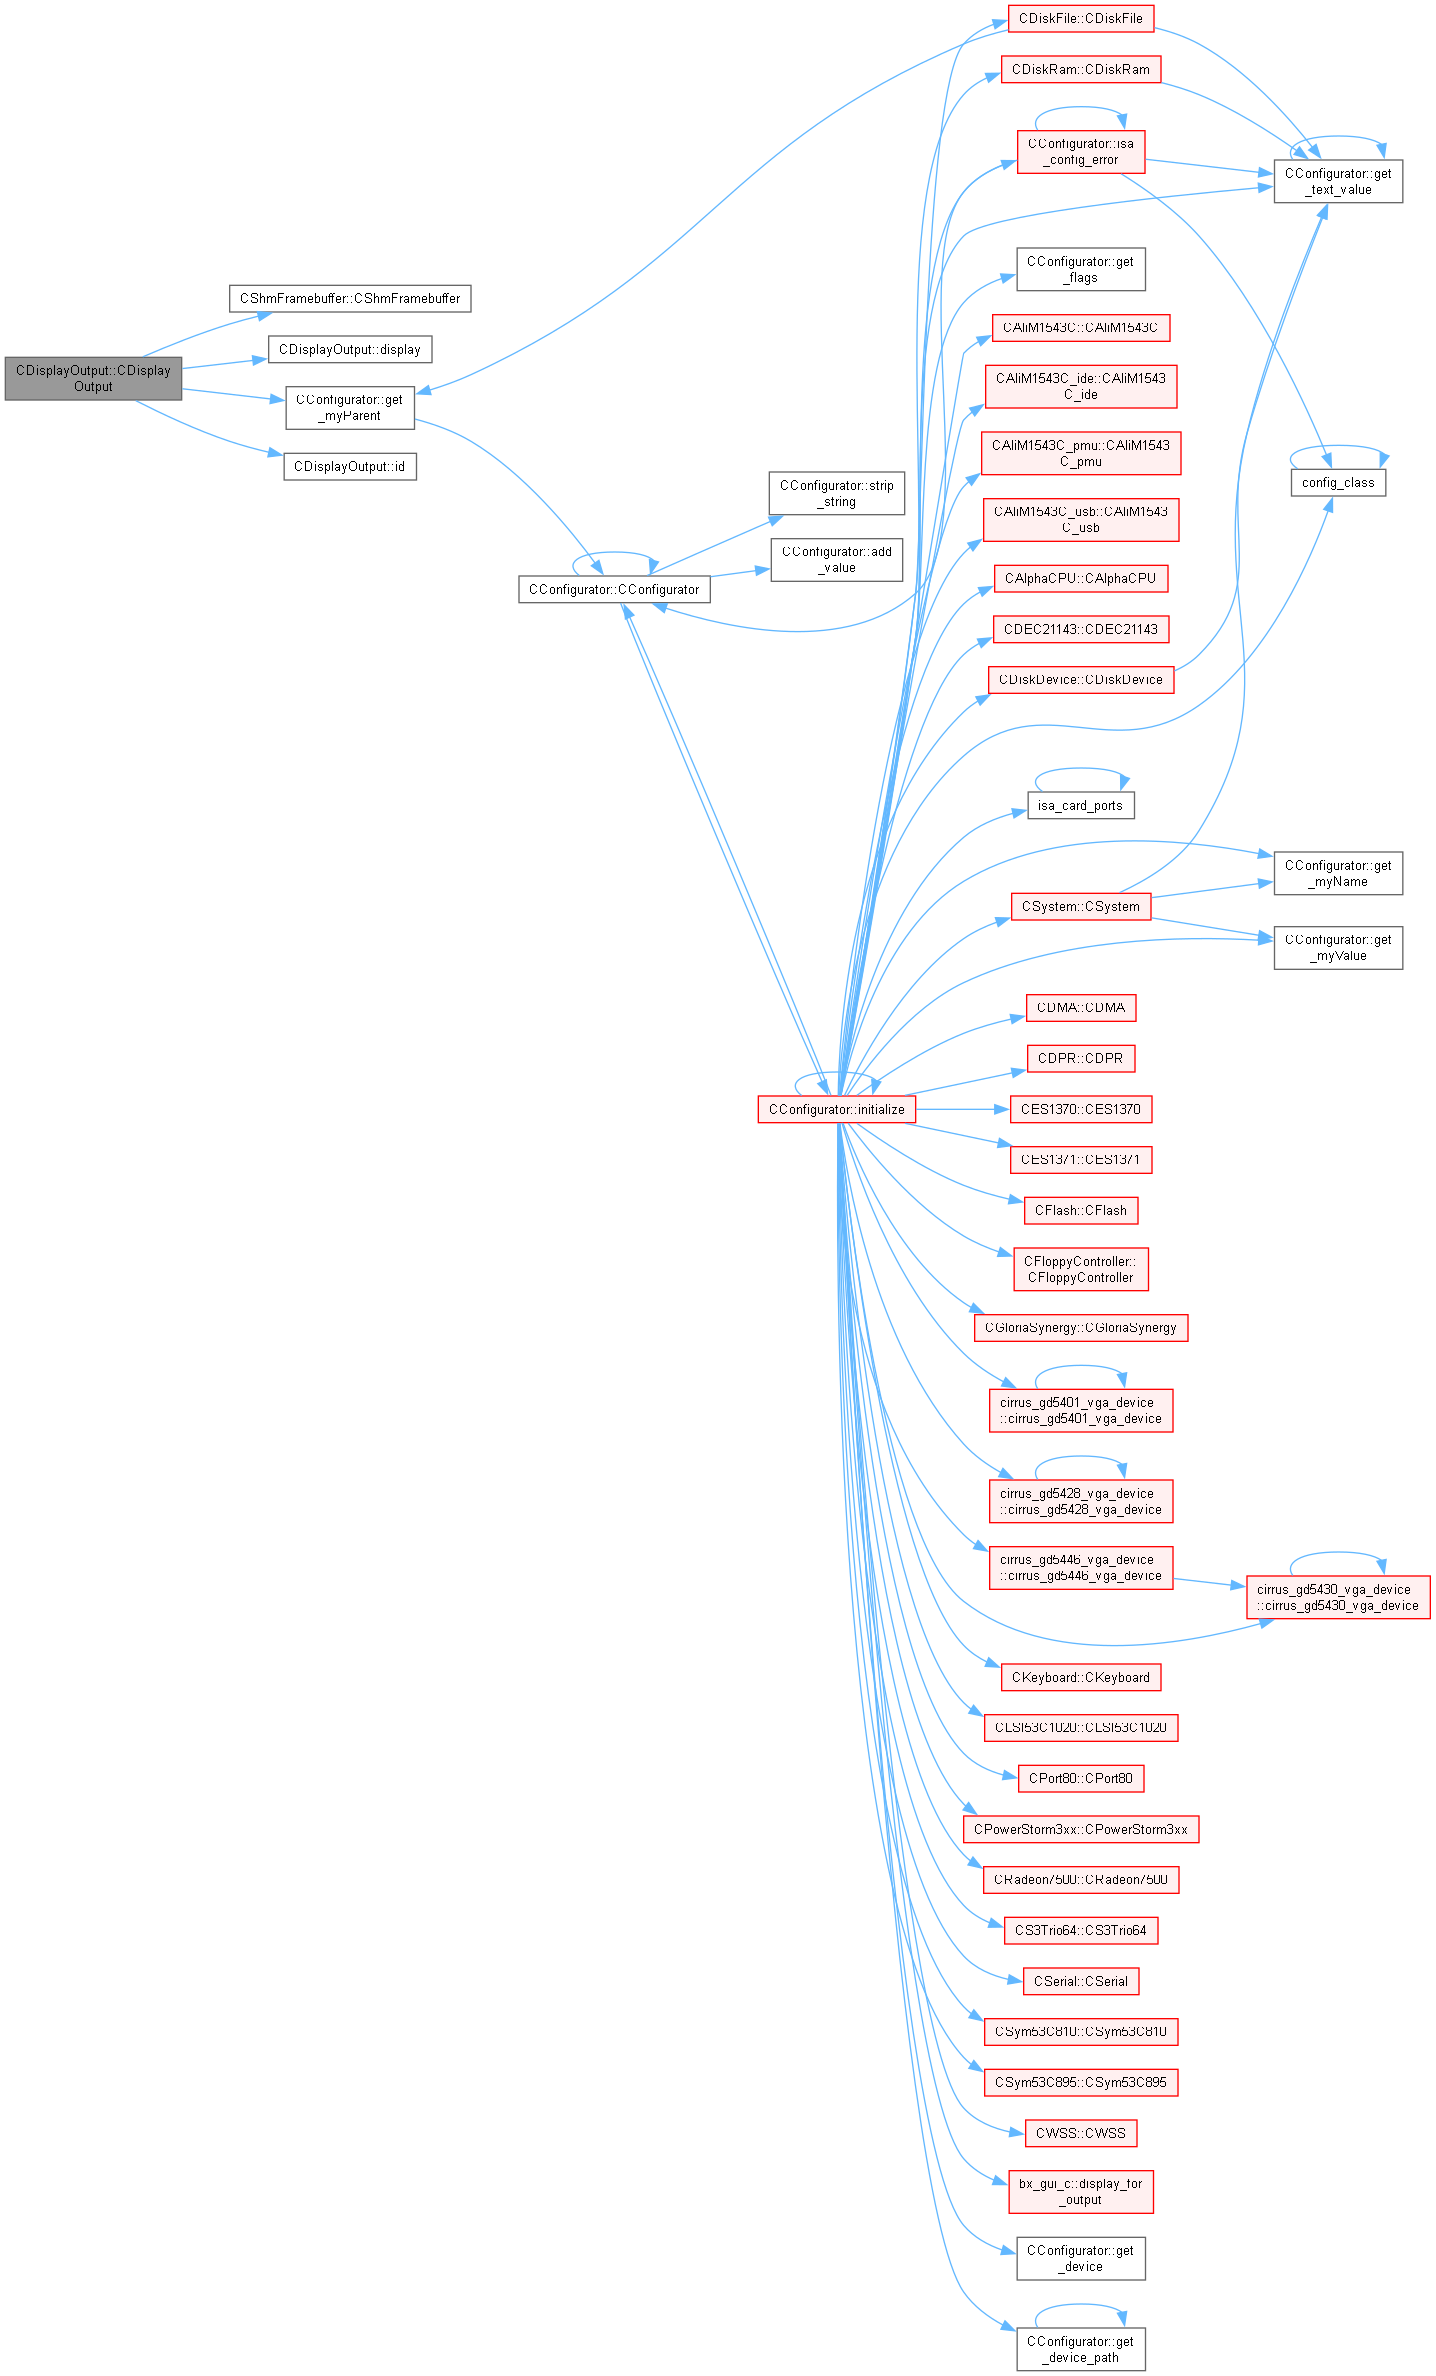 CDisplayOutput::CDisplay
Output
CShmFramebuffer::CShmFramebuffer
CDisplayOutput::display
CConfigurator::get
_myParent
CDisplayOutput::id
CConfigurator::CConfigurator
CConfigurator::strip
_string
CConfigurator::add
_value
CConfigurator::initialize
CDiskFile::CDiskFile
CDiskRam::CDiskRam
CConfigurator::isa
_config_error
CConfigurator::get
_text_value
CConfigurator::get
_flags
CAliM1543C::CAliM1543C
CAliM1543C_ide::CAliM1543
C_ide
CAliM1543C_pmu::CAliM1543
C_pmu
config_class
CAliM1543C_usb::CAliM1543
C_usb
CAlphaCPU::CAlphaCPU
CDEC21143::CDEC21143
CDiskDevice::CDiskDevice
isa_card_ports
CConfigurator::get
_myName
CSystem::CSystem
CConfigurator::get
_myValue
CDMA::CDMA
CDPR::CDPR
CES1370::CES1370
CES1371::CES1371
CFlash::CFlash
CFloppyController::
CFloppyController
CGloriaSynergy::CGloriaSynergy
cirrus_gd5401_vga_device
::cirrus_gd5401_vga_device
cirrus_gd5428_vga_device
::cirrus_gd5428_vga_device
cirrus_gd5446_vga_device
::cirrus_gd5446_vga_device
cirrus_gd5430_vga_device
::cirrus_gd5430_vga_device
CKeyboard::CKeyboard
CLSI53C1020::CLSI53C1020
CPort80::CPort80
CPowerStorm3xx::CPowerStorm3xx
CRadeon7500::CRadeon7500
CS3Trio64::CS3Trio64
CSerial::CSerial
CSym53C810::CSym53C810
CSym53C895::CSym53C895
CWSS::CWSS
bx_gui_c::display_for
_output
CConfigurator::get
_device
CConfigurator::get
_device_path